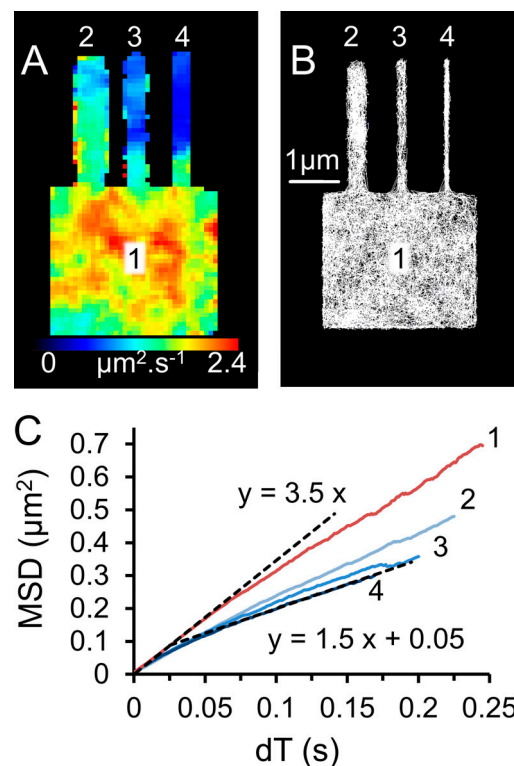 A
2 3 4
1
0 µm².s⁻¹ 2.4
B
2 3 4
1µm
1
C
MSD (µm²)
0.7
0.6
0.5
0.4
0.3
0.2
0.1
0
y = 3.5 x
1
2
3
4
y = 1.5 x + 0.05
0 0.05 0.1 0.15 0.2 0.25
dT (s)